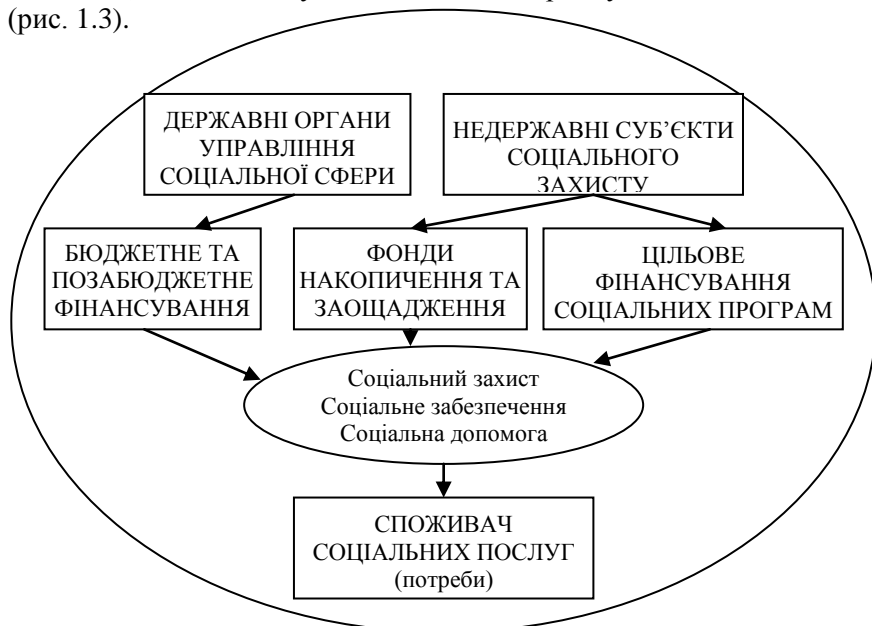 (рис. 1.3).
ДЕРЖАВНІ ОРГАНИ
УПРАВЛІННЯ
СОЦІАЛЬНОЇ СФЕРИ
НЕДЕРЖАВНІ СУБ’ЄКТИ
СОЦІАЛЬНОГО
ЗАХИСТУ
БЮДЖЕТНЕ ТА
ПОЗАБЮДЖЕТНЕ
ФІНАНСУВАННЯ
ФОНДИ
НАКОПИЧЕННЯ ТА
ЗАОЩАДЖЕННЯ
ЦІЛЬОВЕ
ФІНАНСУВАННЯ
СОЦІАЛЬНИХ ПРОГРАМ
Соціальний захист
Соціальне забезпечення
Соціальна допомога
СПОЖИВАЧ
СОЦІАЛЬНИХ ПОСЛУГ
(потреби)